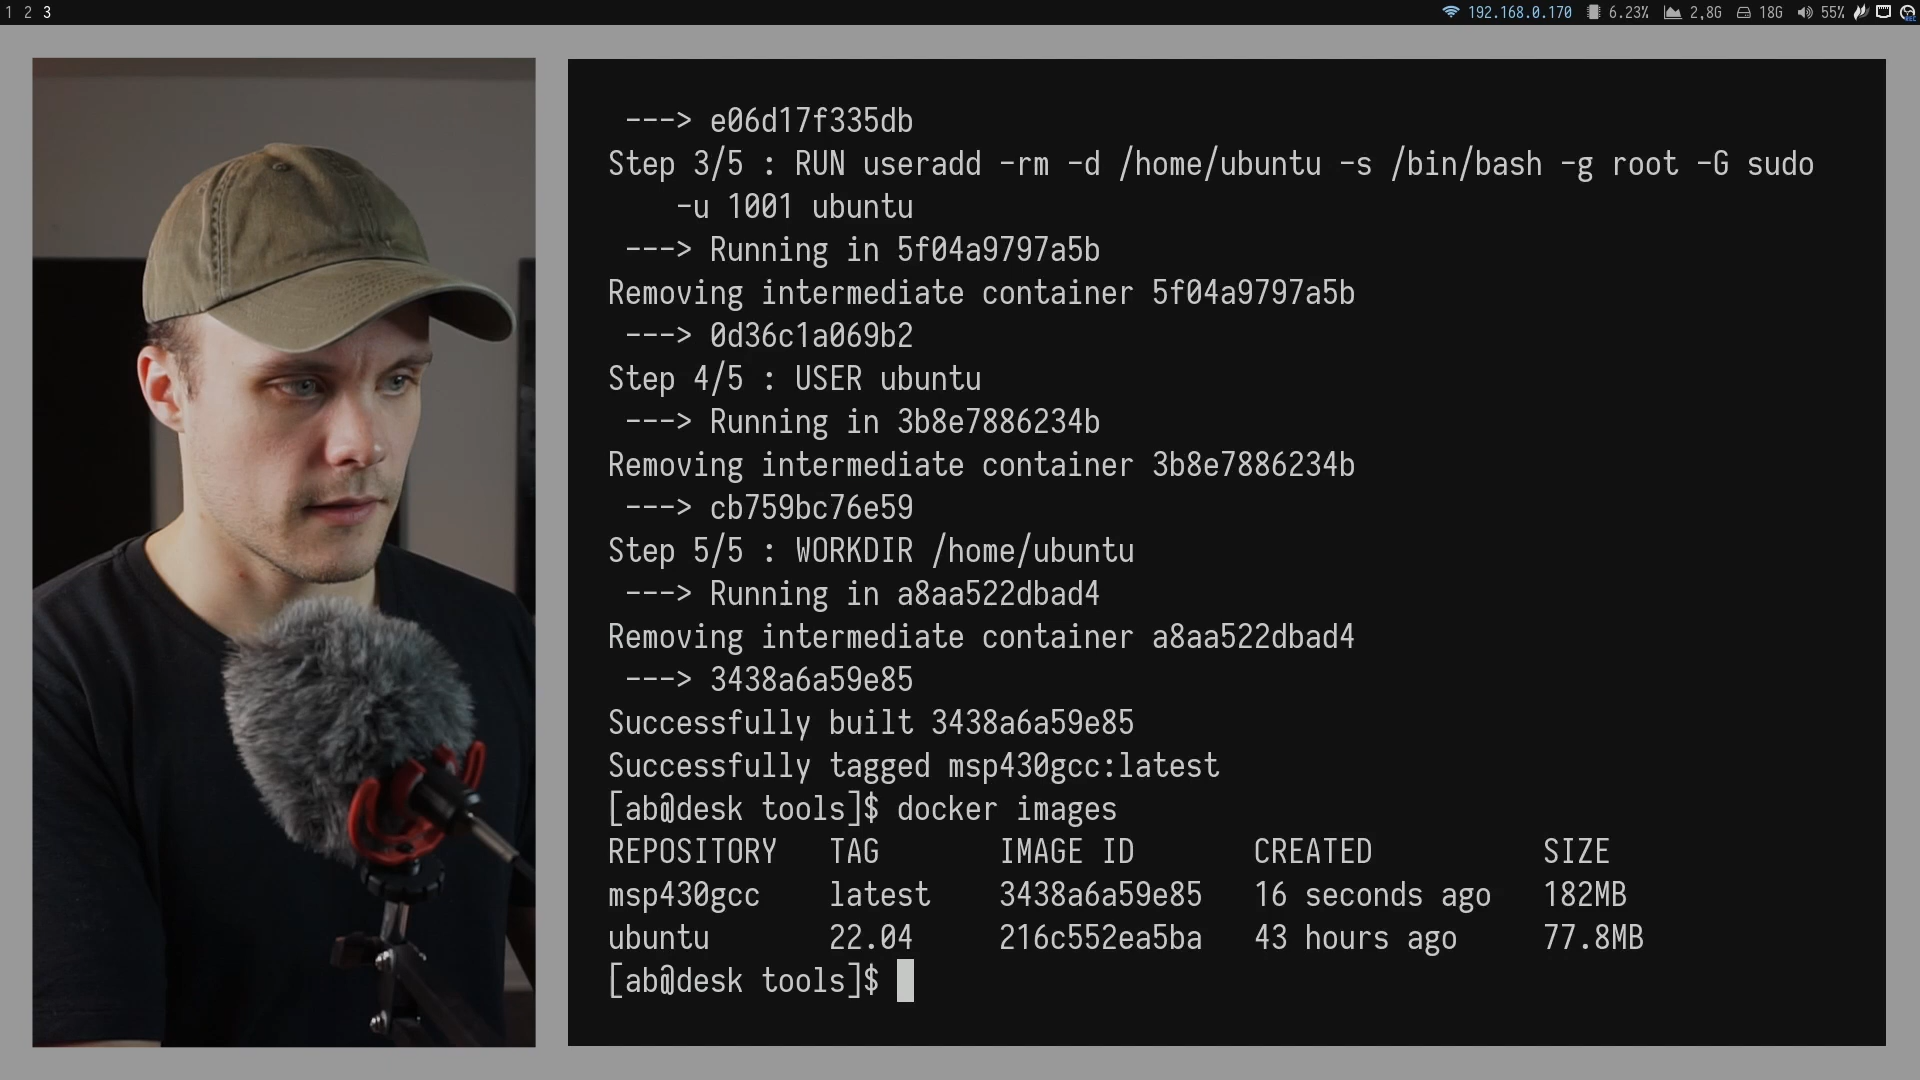 1 2 3
192.168.0.170 6.23% 2,8G 18G 55%
REC
---> e06d17f335db
Step 3/5 : RUN useradd -rm -d /home/ubuntu -s /bin/bash -g root -G sudo
-u 1001 ubuntu
---> Running in 5f04a9797a5b
Removing intermediate container 5f04a9797a5b
---> 0d36c1a069b2
Step 4/5 : USER ubuntu
---> Running in 3b8e7886234b
Removing intermediate container 3b8e7886234b
---> cb759bc76e59
Step 5/5 : WORKDIR /home/ubuntu
---> Running in a8aa522dbad4
Removing intermediate container a8aa522dbad4
---> 3438a6a59e85
Successfully built 3438a6a59e85
Successfully tagged msp430gcc:latest
[ab@desk tools]$ docker images
REPOSITORY TAG IMAGE ID CREATED SIZE
msp430gcc latest 3438a6a59e85 16 seconds ago 182MB
ubuntu 22.04 216c552ea5ba 43 hours ago 77.8MB
[ab@desk tools]$